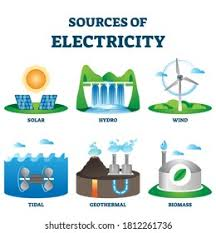 SOURCES OF
ELECTRICITY
SOLAR
HYDRO
WIND
TIDAL
GEOTHERMAL
BIOMASS
shutterstock.com · 1812261736